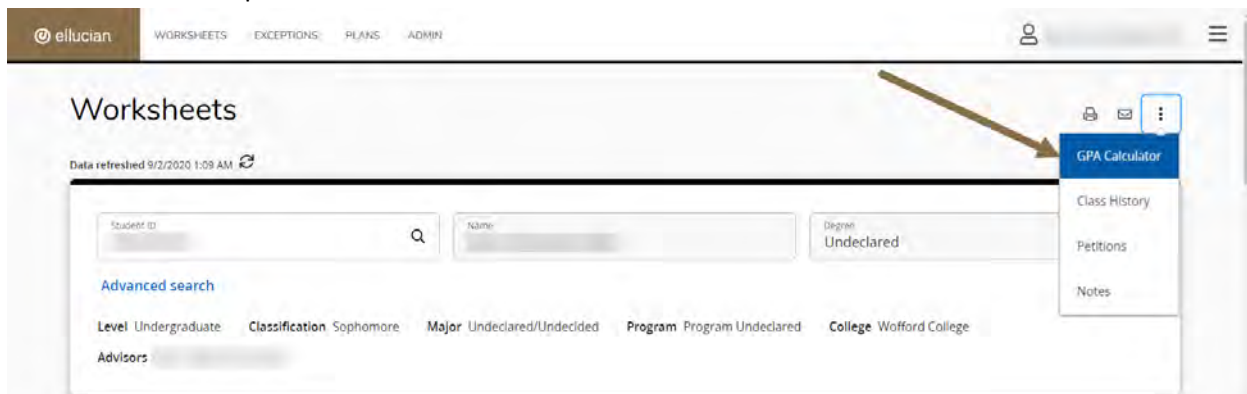 ellucian WORKSHEETS EXCEPTIONS PLANS ADMIN
Worksheets
Data refreshed 9/2/2020 1:09 AM
GPA Calculator
Class History
Petitions
Notes
Student ID Name Degree
Undeclared
Advanced search
Level Undergraduate Classification Sophomore Major Undeclared/Undecided Program Program Undeclared College Wofford College
Advisors